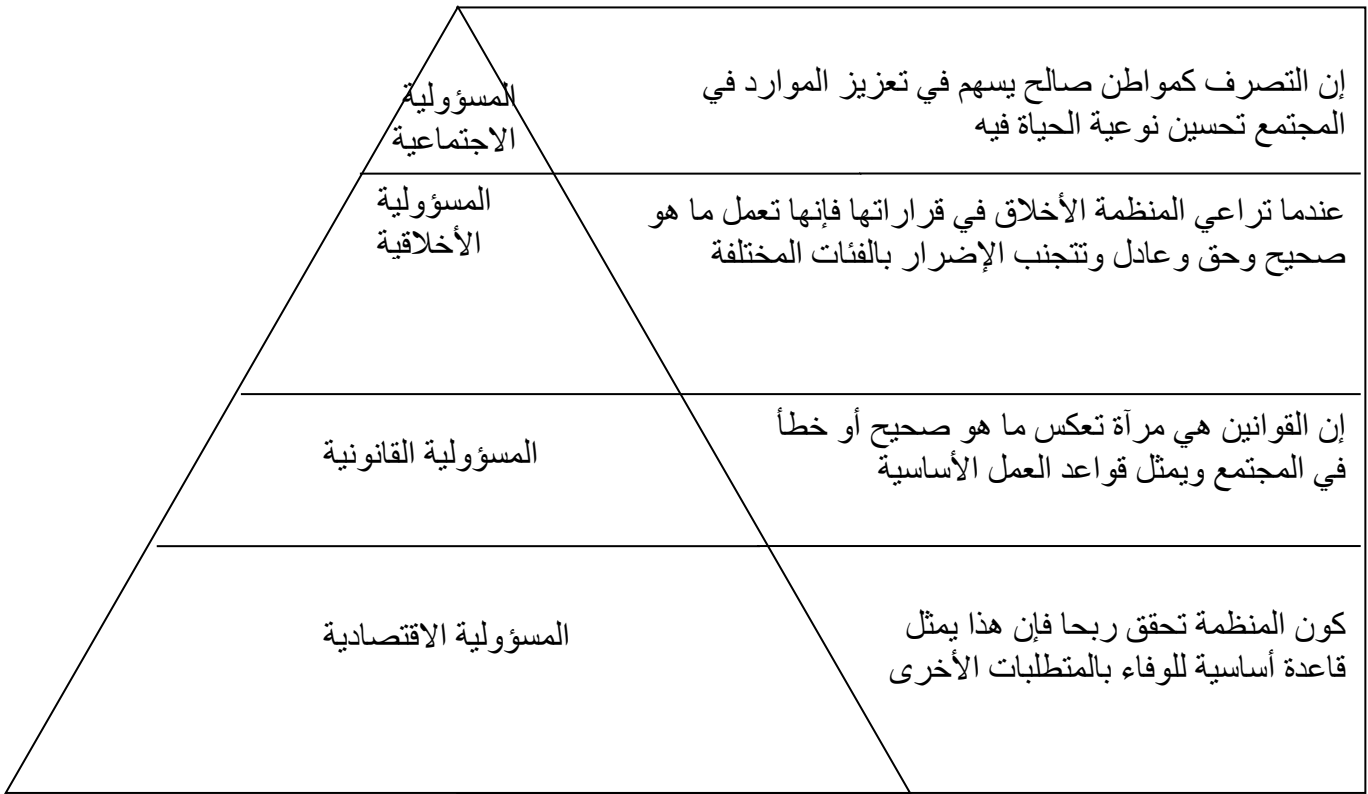 المسؤولية
الاجتماعية
إن التصرف كمواطن صالح يسهم في تعزيز الموارد في
المجتمع تحسين نوعية الحياة فيه
المسؤولية
الأخلاقية
عندما تراعي المنظمة الأخلاق في قراراتها فإنها تعمل ما هو
صحيح وحق وعادل وتتجنب الإضرار بالفئات المختلفة
المسؤولية القانونية
إن القوانين هي مرآة تعكس ما هو صحيح أو خطأ
في المجتمع ويمثل قواعد العمل الأساسية
المسؤولية الاقتصادية
كون المنظمة تحقق ربحا فإن هذا يمثل
قاعدة أساسية للوفاء بالمتطلبات الأخرى